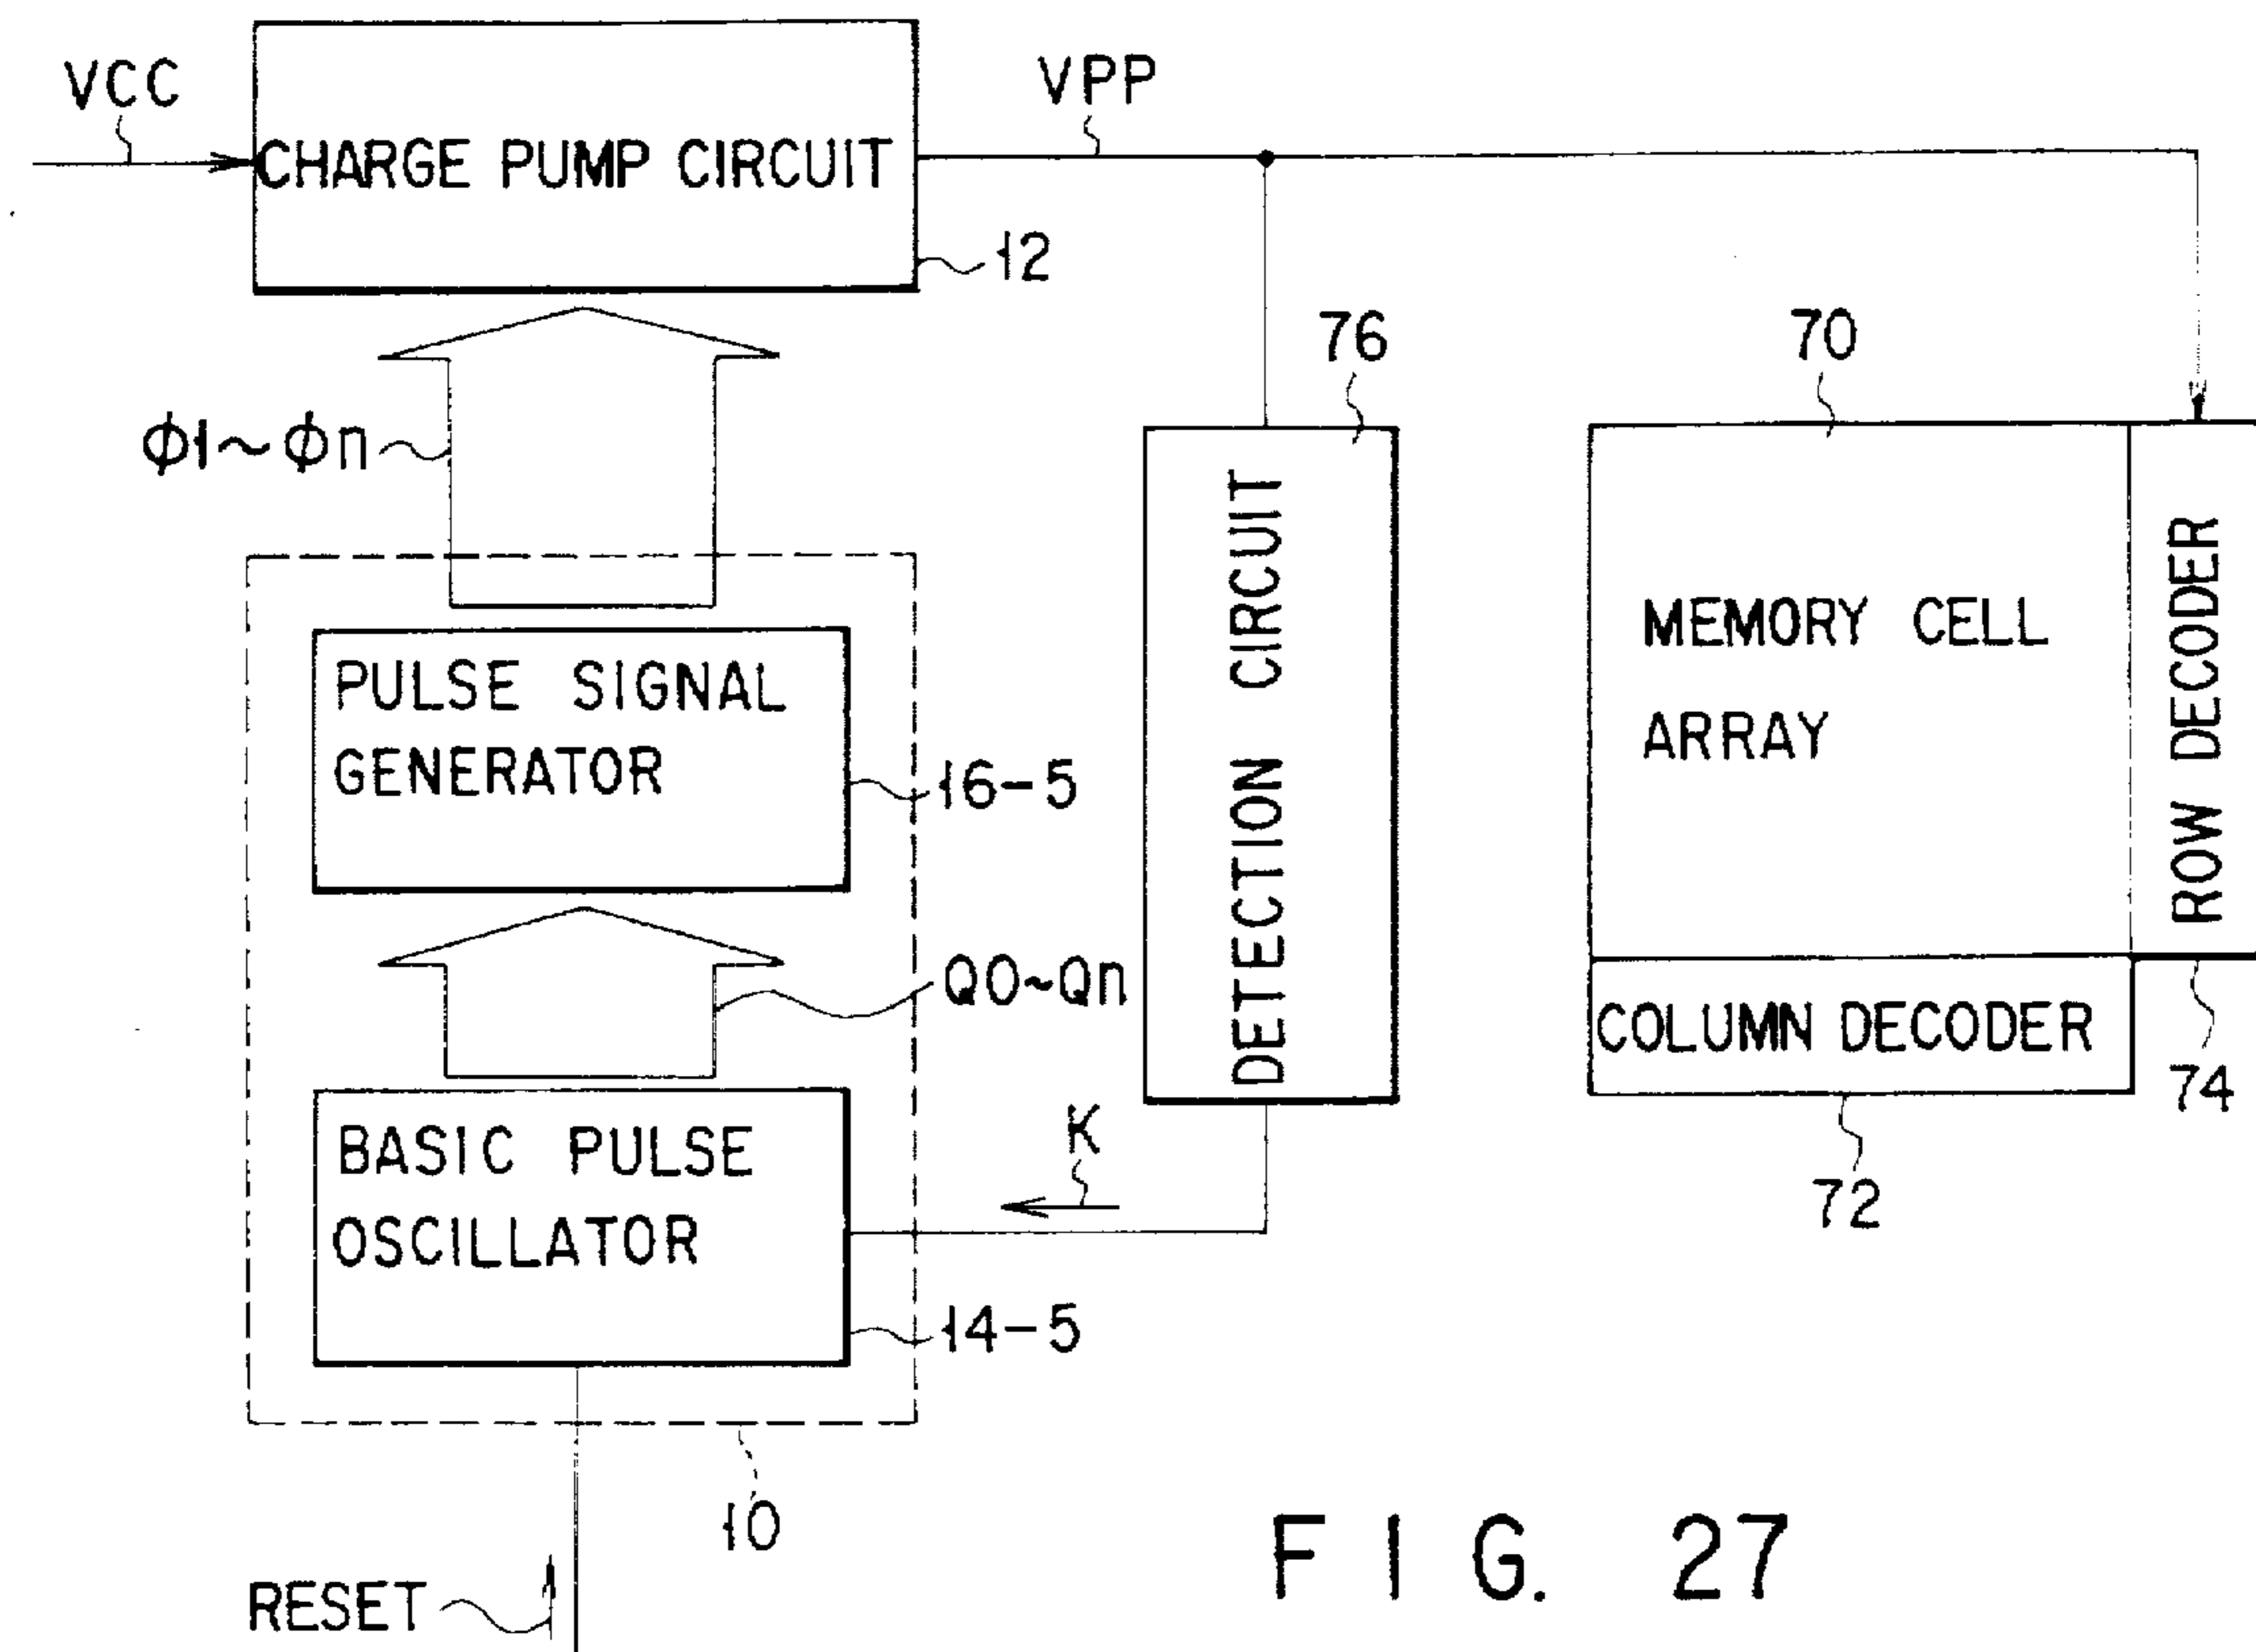 VCC
CHARGE PUMP CIRCUIT
VPP
12
76
70
Φ1~Φn
DETECTION CIRCUIT
MEMORY CELL
ARRAY
ROW DECODER
PULSE SIGNAL
GENERATOR
16-5
Q0~Qn
COLUMN DECODER
74
72
K
BASIC PULSE
OSCILLATOR
14-5
10
RESET
FIG. 27